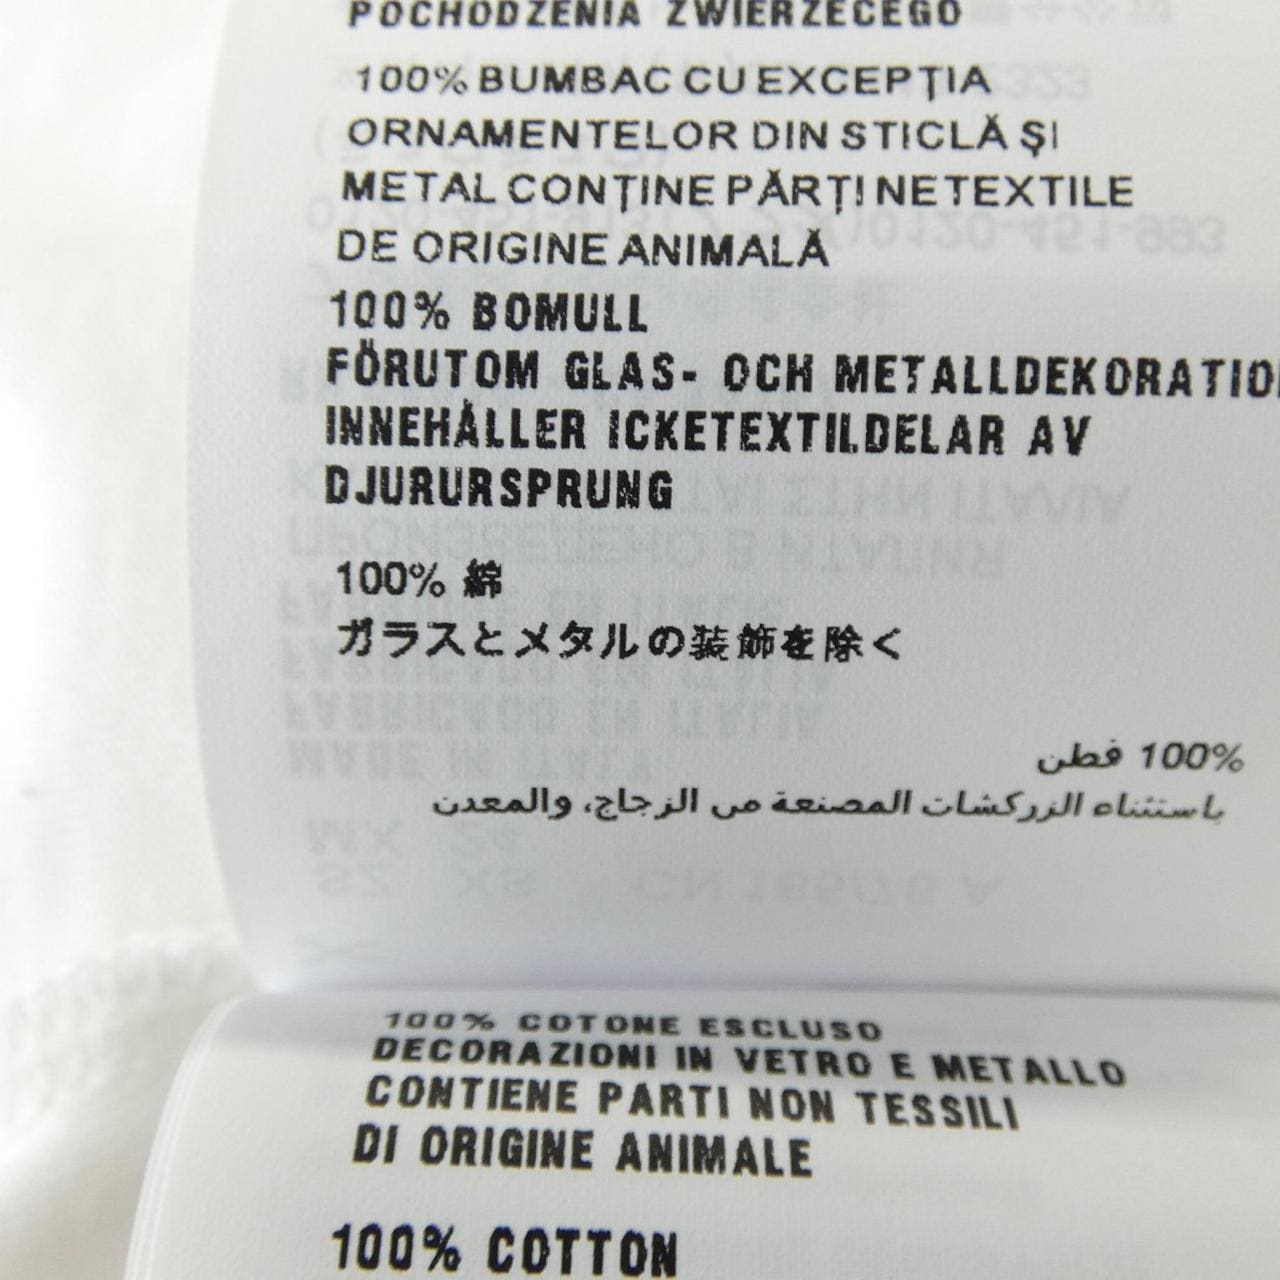 POCHODZENIA ZWIERZECEGO
100% BUMBAC CU EXCEPȚIA
ORNAMENTELOR DIN STICLĂ ȘI
METAL CONȚINE PĂRȚI NETEXTILE
DE ORIGINE ANIMALĂ
100% BOMULL
FÖRUTOM GLAS- OCH METALLDEKORATIO
INNEHÅLLER ICKETEXTILDELAR AV
DJURURSPRUNG
100% 綿
ガラスとメタルの装飾を除く
100% قطن
باستثناء الزركشات المصنعة من الزجاج، والمعدن
100% COTONE ESCLUSO
DECORAZIONI IN VETRO E METALLO
CONTIENE PARTI NON TESSILI
DI ORIGINE ANIMALE
100% COTTON